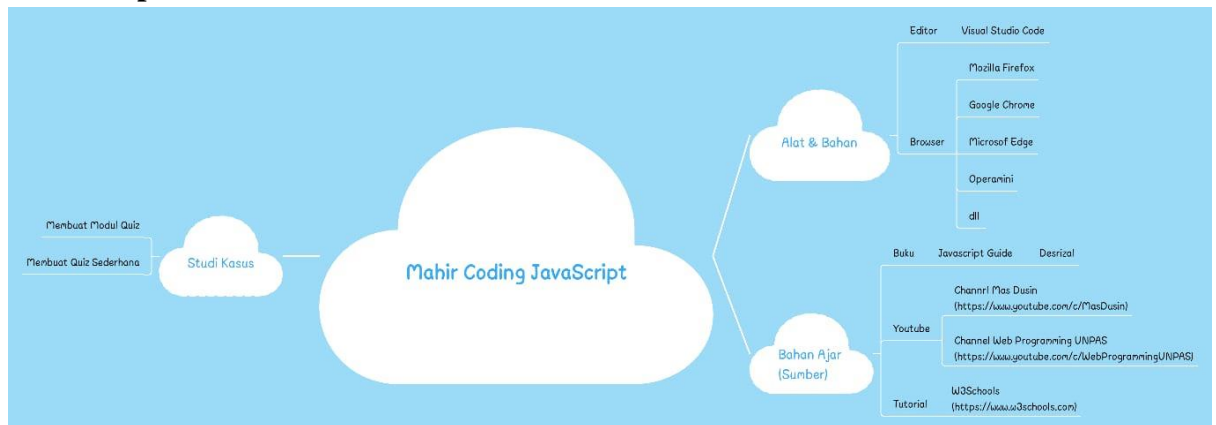 Membuat Modul Quiz
Membuat Quiz Sederhana
Studi Kasus
Mahir Coding JavaScript
Alat & Bahan
Editor Visual Studio Code
Browser
Mozilla Firefox
Google Chrome
Microsof Edge
Operamini
dll
Bahan Ajar
(Sumber)
Buku Javascript Guide Desrizal
Youtube
Channrl Mas Dusin
(https://www.youtube.com/c/MasDusin)
Channel Web Programming UNPAS
(https://www.youtube.com/c/WebProgrammingUNPAS)
Tutorial
W3Schools
(https://www.w3schools.com)